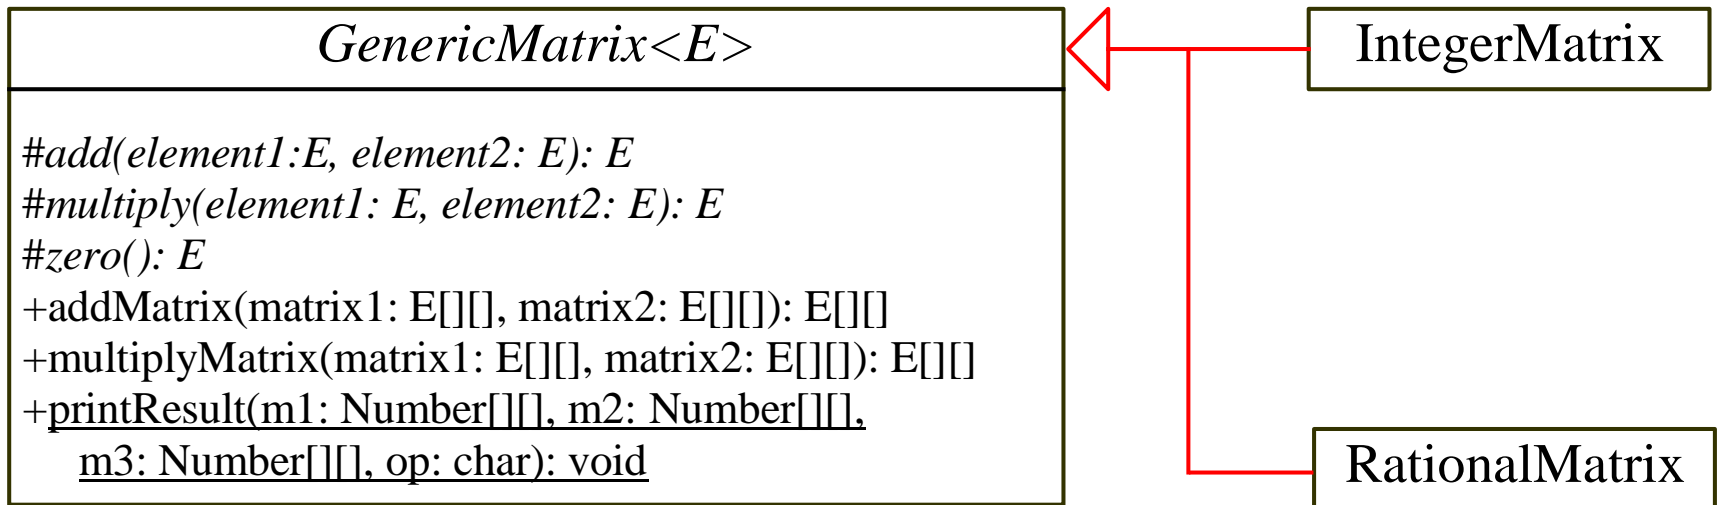 GenericMatrix<E>
#add(element1:E, element2: E): E
#multiply(element1: E, element2: E): E
#zero(): E
+addMatrix(matrix1: E[][], matrix2: E[][]): E[][]
+multiplyMatrix(matrix1: E[][], matrix2: E[][]): E[][]
+printResult(m1: Number[][], m2: Number[][],
m3: Number[][], op: char): void
IntegerMatrix
RationalMatrix